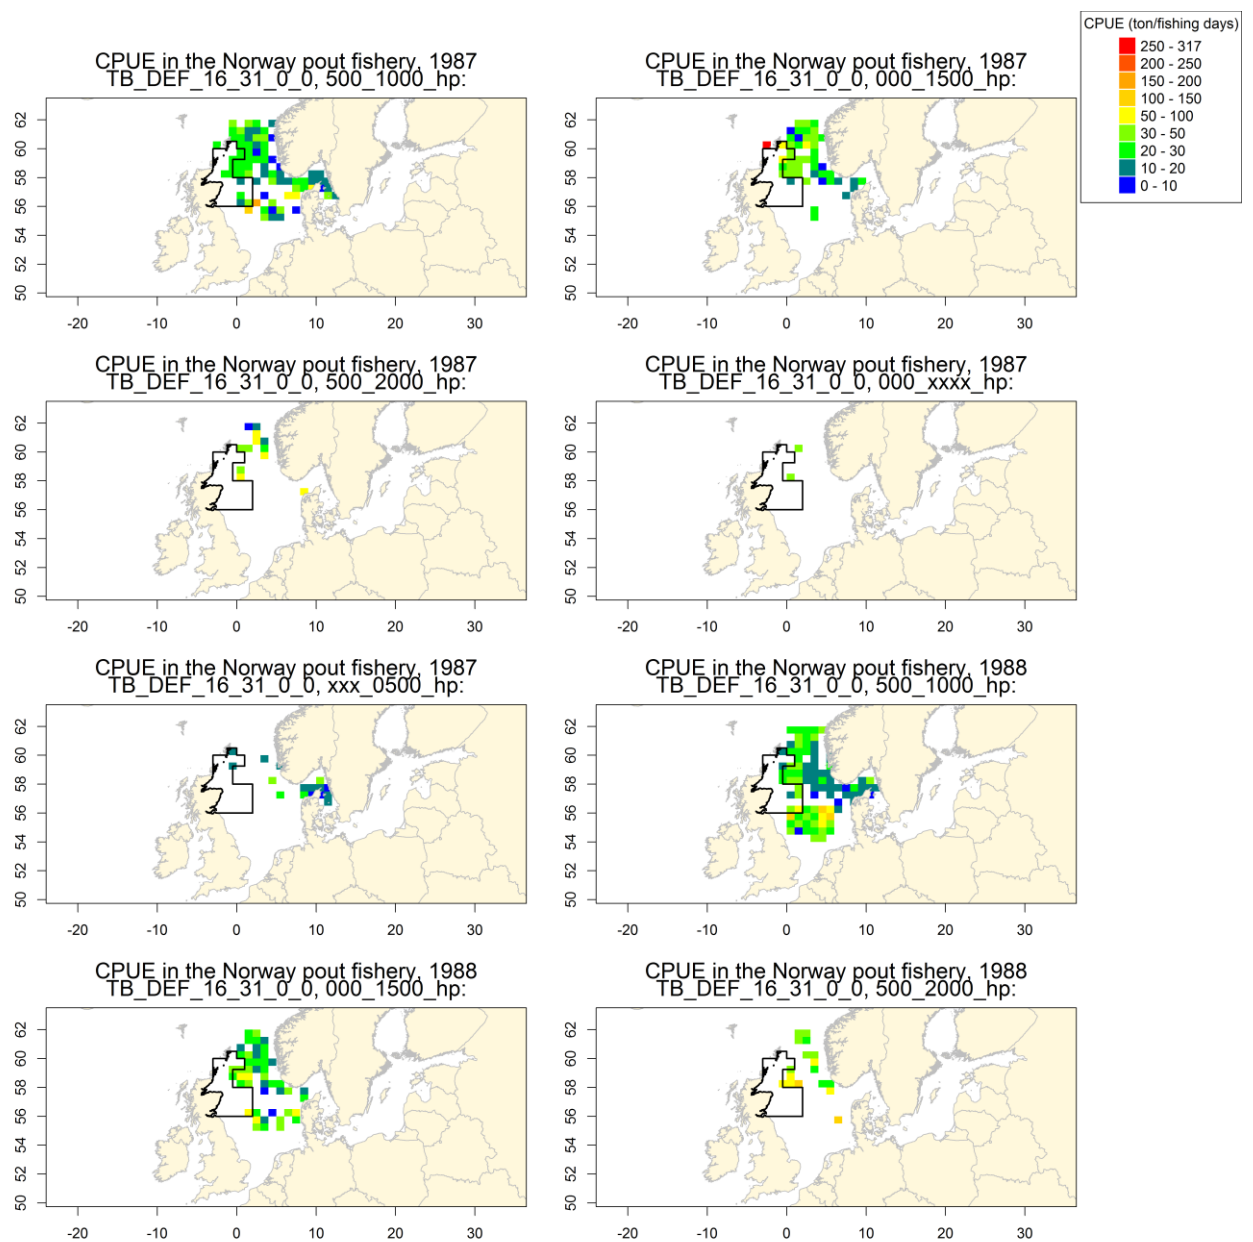 CPUE (ton/fishing days)
250 - 317
200 - 250
150 - 200
100 - 150
50 - 100
30 - 50
20 - 30
10 - 20
0 - 10
CPUE in the Norway pout fishery, 1987
TB_DEF_16_31_0_0, 500_1000_hp:
62
60
58
56
54
52
50
-20 -10 0 10 20 30
CPUE in the Norway pout fishery, 1987
TB_DEF_16_31_0_0, 000_1500_hp:
62
60
58
56
54
52
50
-20 -10 0 10 20 30
CPUE in the Norway pout fishery, 1987
TB_DEF_16_31_0_0, 500_2000_hp:
62
60
58
56
54
52
50
-20 -10 0 10 20 30
CPUE in the Norway pout fishery, 1987
TB_DEF_16_31_0_0, 000_xxxx_hp:
62
60
58
56
54
52
50
-20 -10 0 10 20 30
CPUE in the Norway pout fishery, 1987
TB_DEF_16_31_0_0, xxx_0500_hp:
62
60
58
56
54
52
50
-20 -10 0 10 20 30
CPUE in the Norway pout fishery, 1988
TB_DEF_16_31_0_0, 500_1000_hp:
62
60
58
56
54
52
50
-20 -10 0 10 20 30
CPUE in the Norway pout fishery, 1988
TB_DEF_16_31_0_0, 000_1500_hp:
62
60
58
56
54
52
50
-20 -10 0 10 20 30
CPUE in the Norway pout fishery, 1988
TB_DEF_16_31_0_0, 500_2000_hp:
62
60
58
56
54
52
50
-20 -10 0 10 20 30